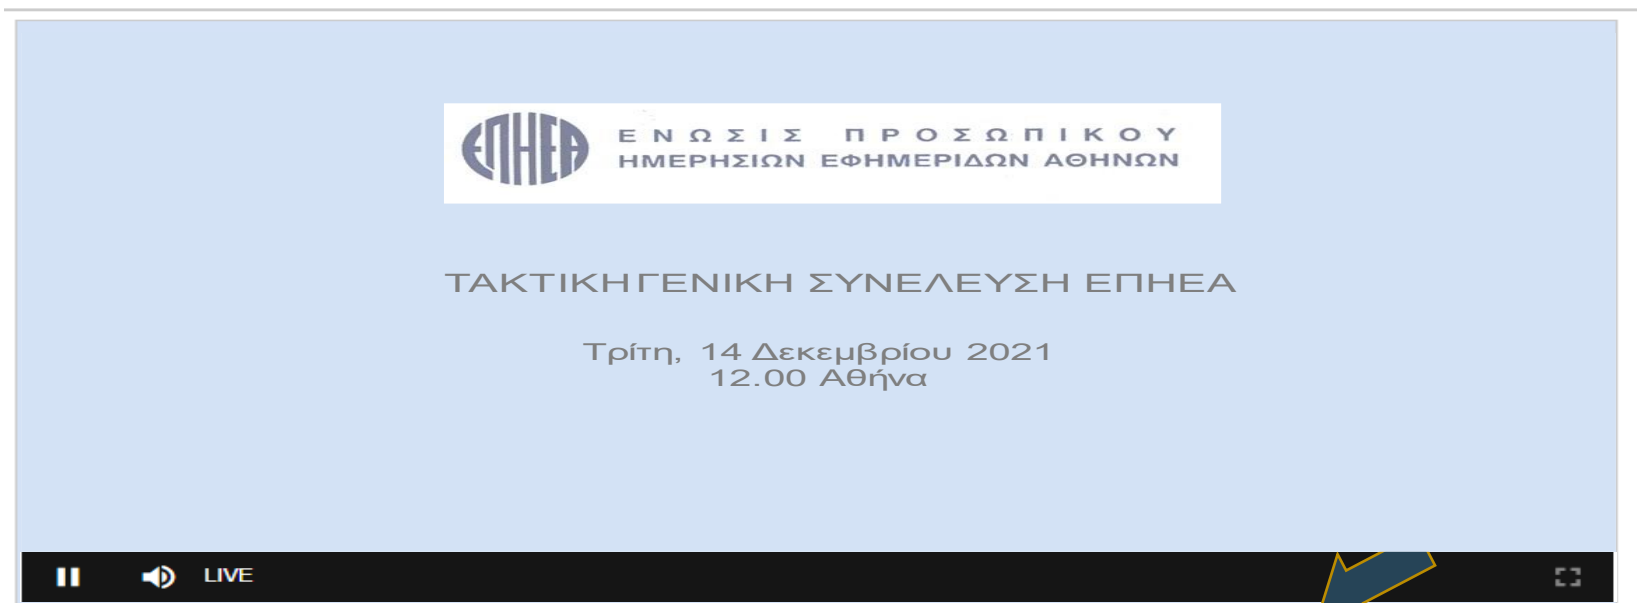 ΕΠΗΕΑ
ΕΝΩΣΙΣ ΠΡΟΣΩΠΙΚΟΥ
ΗΜΕΡΗΣΙΩΝ ΕΦΗΜΕΡΙΔΩΝ ΑΘΗΝΩΝ
ΤΑΚΤΙΚΗ ΓΕΝΙΚΗ ΣΥΝΕΛΕΥΣΗ ΕΠΗΕΑ
Τρίτη, 14 Δεκεμβρίου 2021
12.00 Αθήνα
LIVE